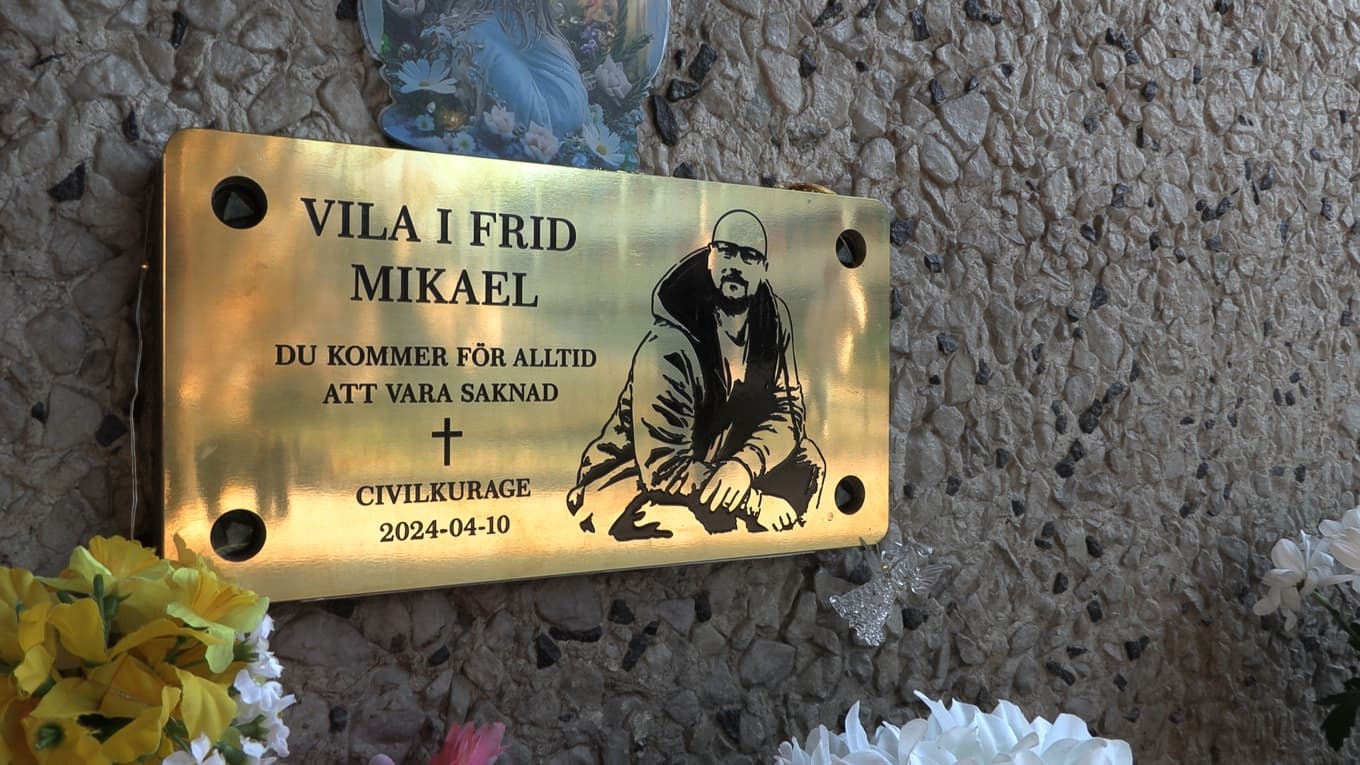 VILA I FRID
MIKAEL
DU KOMMER FÖR ALLTID
ATT VARA SAKNAD
CIVILKURAGE
2024-04-10